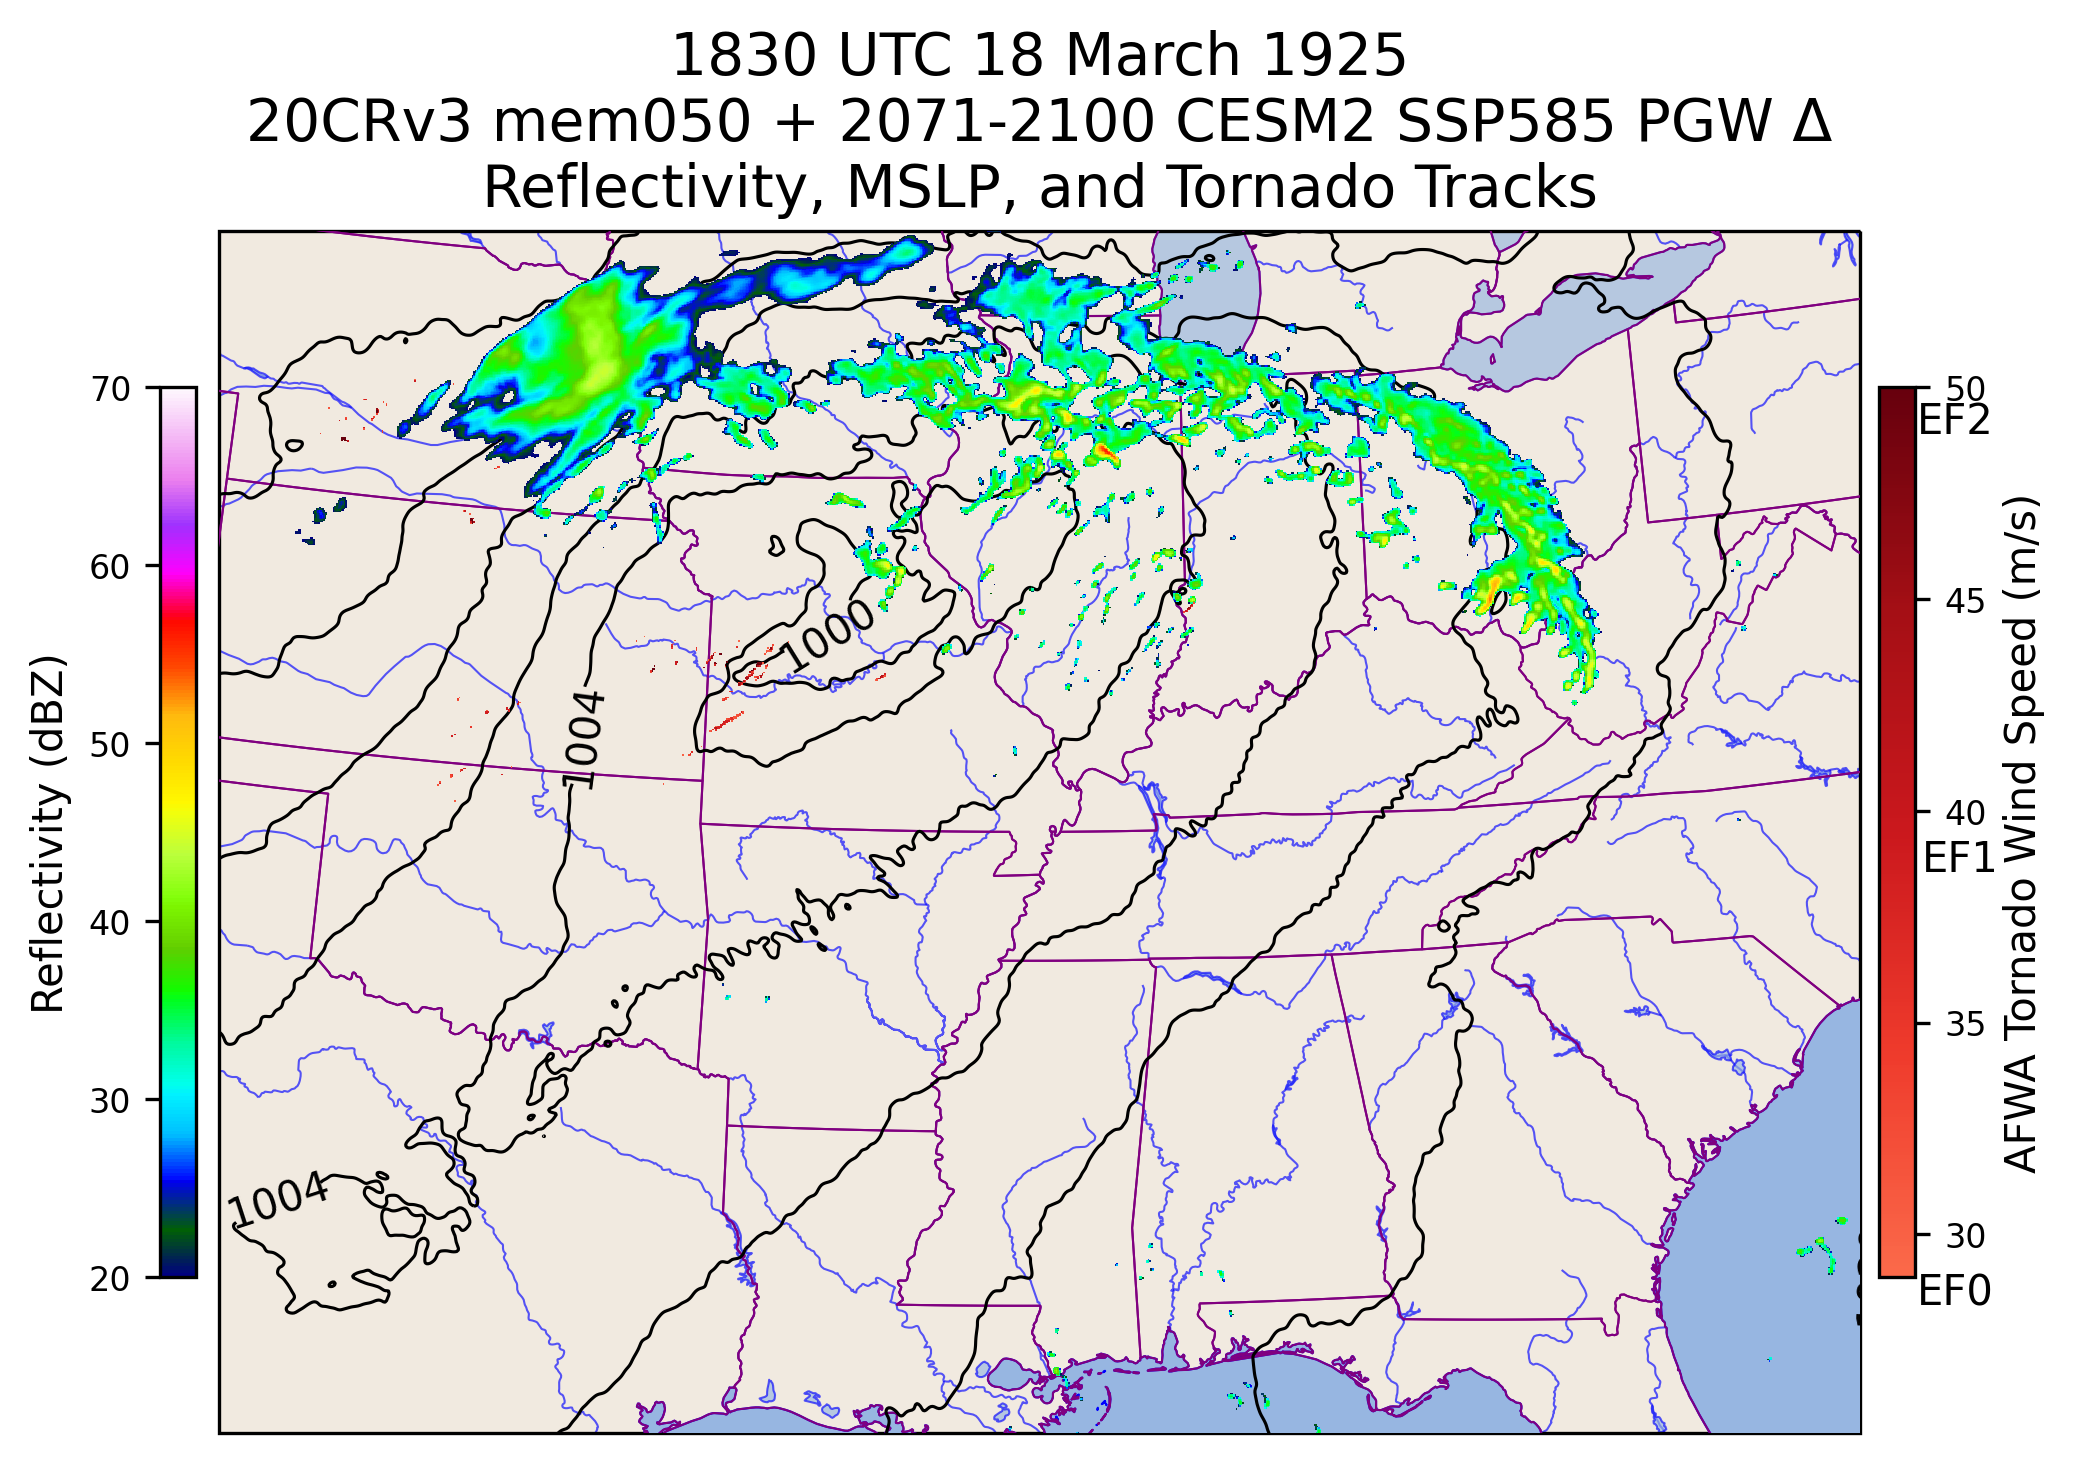 1830 UTC 18 March 1925
20CRv3 mem050 + 2071-2100 CESM2 SSP585 PGW Δ
Reflectivity, MSLP, and Tornado Tracks
Reflectivity (dBZ)
70
60
50
40
30
20
1000
1004
1004
50
EF2
45
40
EF1
35
30
EF0
AFWA Tornado Wind Speed (m/s)